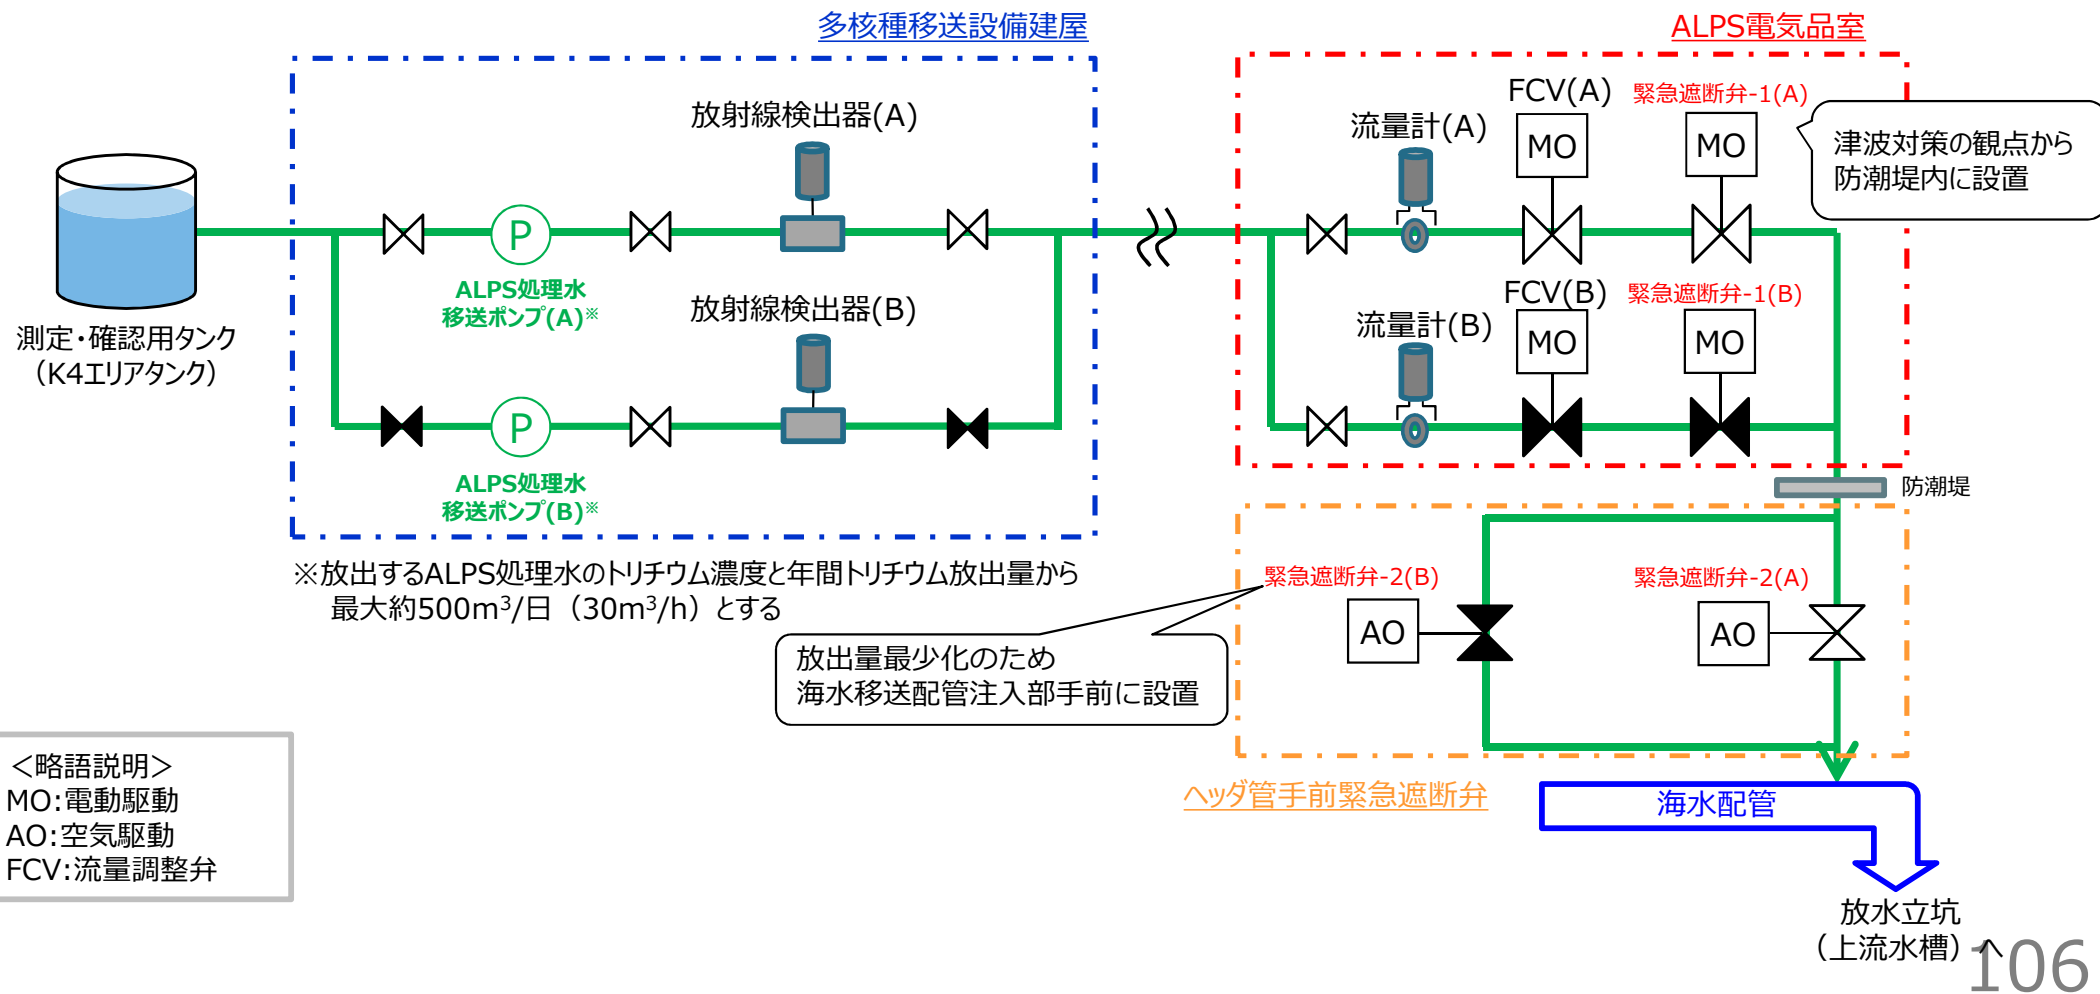 多核種移送設備建屋
ALPS電気品室
放射線検出器(A)
流量計(A)
FCV(A)
緊急遮断弁-1(A)
MO
MO
津波対策の観点から
防潮堤内に設置
P
ALPS処理水
移送ポンプ(A)※
測定・確認用タンク
（K4エリアタンク）
放射線検出器(B)
流量計(B)
FCV(B)
緊急遮断弁-1(B)
MO
MO
P
ALPS処理水
移送ポンプ(B)※
防潮堤
※放出するALPS処理水のトリチウム濃度と年間トリチウム放出量から
最大約500m³/日（30m³/h）とする
緊急遮断弁-2(B)
緊急遮断弁-2(A)
AO
AO
放出量最少化のため
海水移送配管注入部手前に設置
ヘッダ管手前緊急遮断弁
海水配管
＜略語説明＞
MO:電動駆動
AO:空気駆動
FCV:流量調整弁
放水立坑
（上流水槽）へ
106